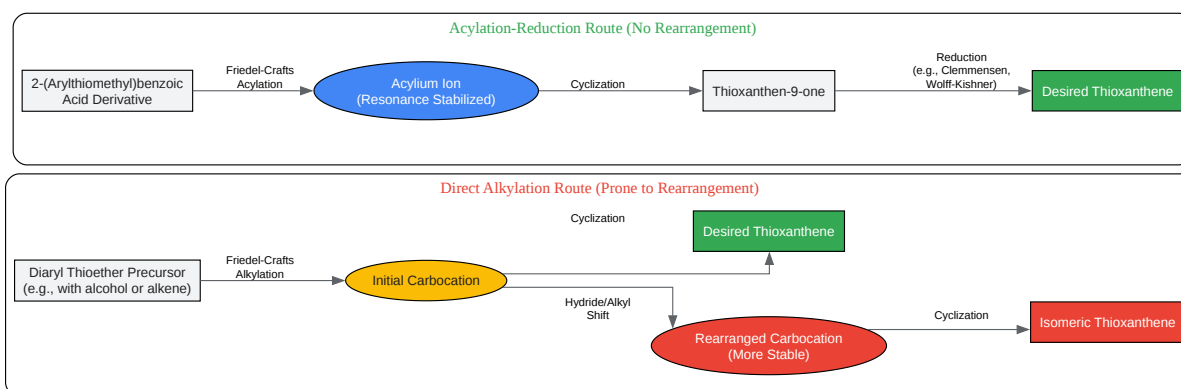 Acylation-Reduction Route (No Rearrangement)
2-(Arylthiomethyl)benzoic
Acid Derivative
Friedel-Crafts
Acylation
Acylium Ion
(Resonance Stabilized)
Cyclization
Thioxanthen-9-one
Reduction
(e.g., Clemmensen,
Wolff-Kishner)
Desired Thioxanthene
Direct Alkylation Route (Prone to Rearrangement)
Diaryl Thioether Precursor
(e.g., with alcohol or alkene)
Friedel-Crafts
Alkylation
Initial Carbocation
Cyclization
Desired Thioxanthene
Hydride/Alkyl
Shift
Rearranged Carbocation
(More Stable)
Cyclization
Isomeric Thioxanthene